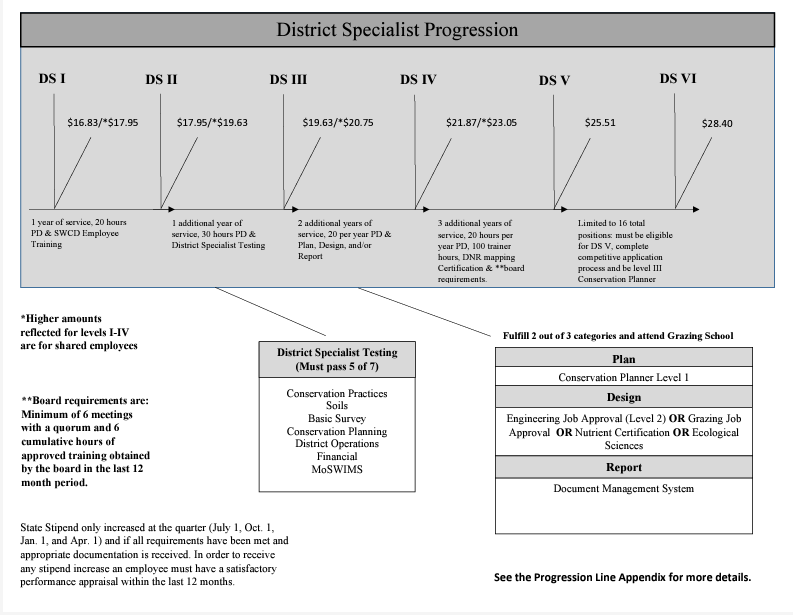 District Specialist Progression
DS I
DS II
DS III
DS IV
DS V
DS VI
$16.83/*$17.95
$17.95/*$19.63
$19.63/*$20.75
$21.87/*$23.05
$25.51
$28.40
1 year of service, 20 hours
PD & SWCD Employee
Training
1 additional year of
service, 30 hours PD &
District Specialist Testing
2 additional years of
service, 20 per year PD &
Plan, Design, and/or
Report
3 additional years of
service, 20 hours per
year PD, 100 trainer
hours, DNR mapping
Certification & **board
requirements.
Limited to 16 total
positions: must be eligible
for DS V, complete
competitive application
process and be level III
Conservation Planner
*Higher amounts
reflected for levels I-IV
are for shared employees
**Board requirements are:
Minimum of 6 meetings
with a quorum and 6
cumulative hours of
approved training obtained
by the board in the last 12
month period.
District Specialist Testing
(Must pass 5 of 7)
Conservation Practices
Soils
Basic Survey
Conservation Planning
District Operations
Financial
MoSWIMS
Fulfill 2 out of 3 categories and attend Grazing School
Plan
Conservation Planner Level 1
Design
Engineering Job Approval (Level 2) OR Grazing Job
Approval OR Nutrient Certification OR Ecological
Sciences
Report
Document Management System
State Stipend only increased at the quarter (July 1, Oct. 1,
Jan. 1, and Apr. 1) and if all requirements have been met and
appropriate documentation is received. In order to receive
any stipend increase an employee must have a satisfactory
performance appraisal within the last 12 months.
See the Progression Line Appendix for more details.